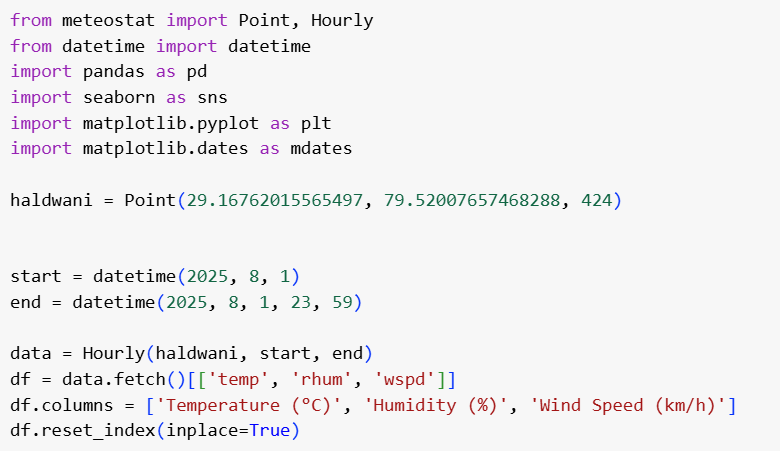 from meteostat import Point, Hourly
from datetime import datetime
import pandas as pd
import seaborn as sns
import matplotlib.pyplot as plt
import matplotlib.dates as mdates
haldwani = Point(29.16762015565497, 79.52007657468288, 424)
start = datetime(2025, 8, 1)
end = datetime(2025, 8, 1, 23, 59)
data = Hourly(haldwani, start, end)
df = data.fetch()[['temp', 'rhum', 'wspd']]
df.columns = ['Temperature (°C)', 'Humidity (%)', 'Wind Speed (km/h)']
df.reset_index(inplace=True)